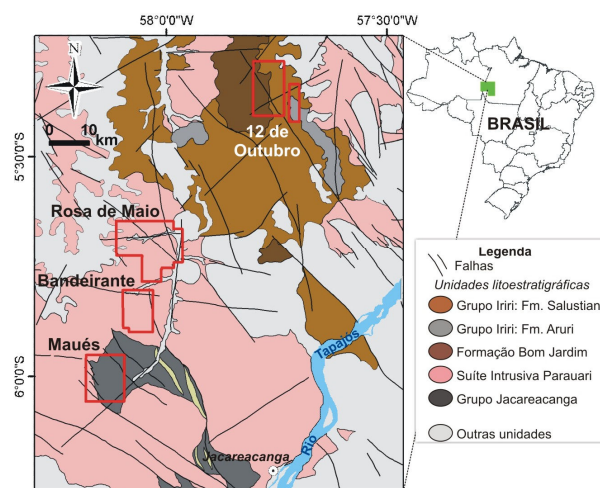 58°0'0"W
57°30'0"W
N
0 10
km
5°30'0"S
6°0'0"S
12 de
Outubro
Rosa de Maio
Bandeirante
Maués
Jacareacanga
Rio
Tapajós
BRASIL
Legenda
Falhas
Unidades litoestratigráficas
Grupo Iriri: Fm. Salustian
Grupo Iriri: Fm. Aruri
Formação Bom Jardim
Suíte Intrusiva Parauari
Grupo Jacareacanga
Outras unidades